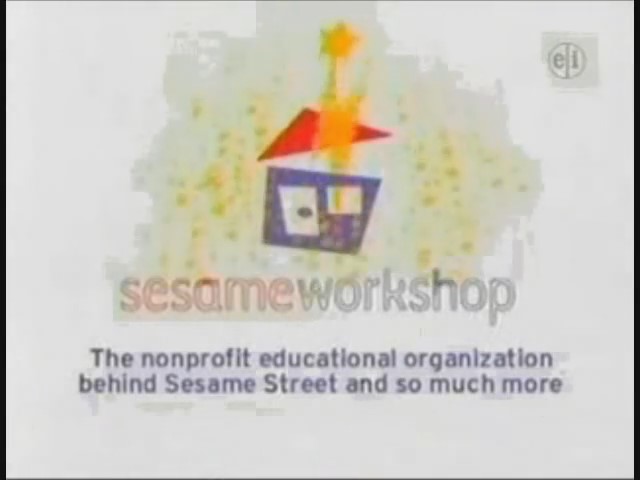 e/i
sesameworkshop
The nonprofit educational organization
behind Sesame Street and so much more